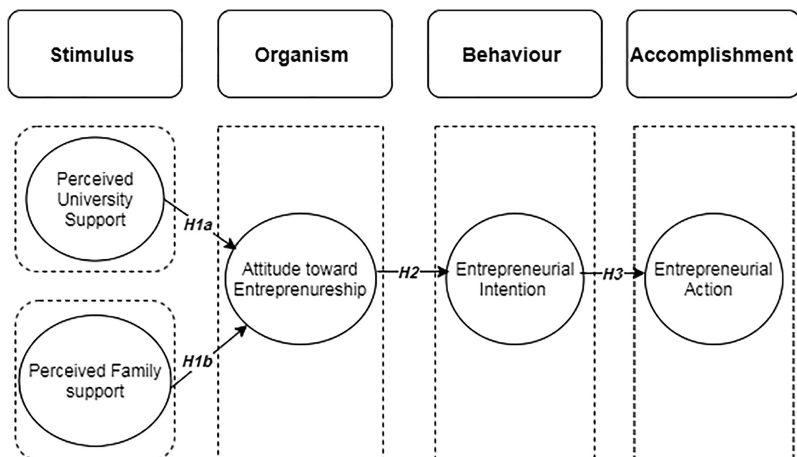 Stimulus
Organism
Behaviour
Accomplishment
Perceived
University
Support
H1a
Attitude toward
Entreprenureship
H2
Entrepreneurial
Intention
H3
Entrepreneurial
Action
H1b
Perceived Family
support